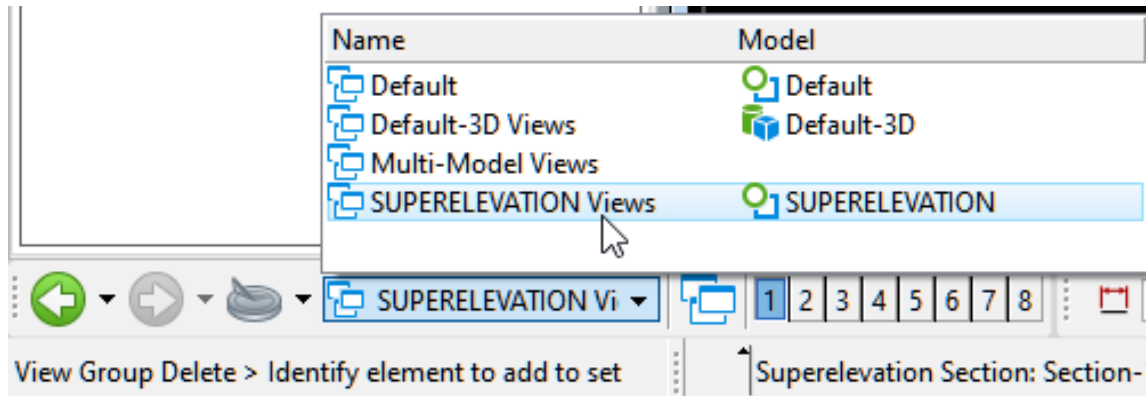 Name Model
Default Default
Default-3D Views Default-3D
Multi-Model Views
SUPERELEVATION Views SUPERELEVATION
SUPERELEVATION Vi 1 2 3 4 5 6 7 8
View Group Delete > Identify element to add to set Superelevation Section: Section-